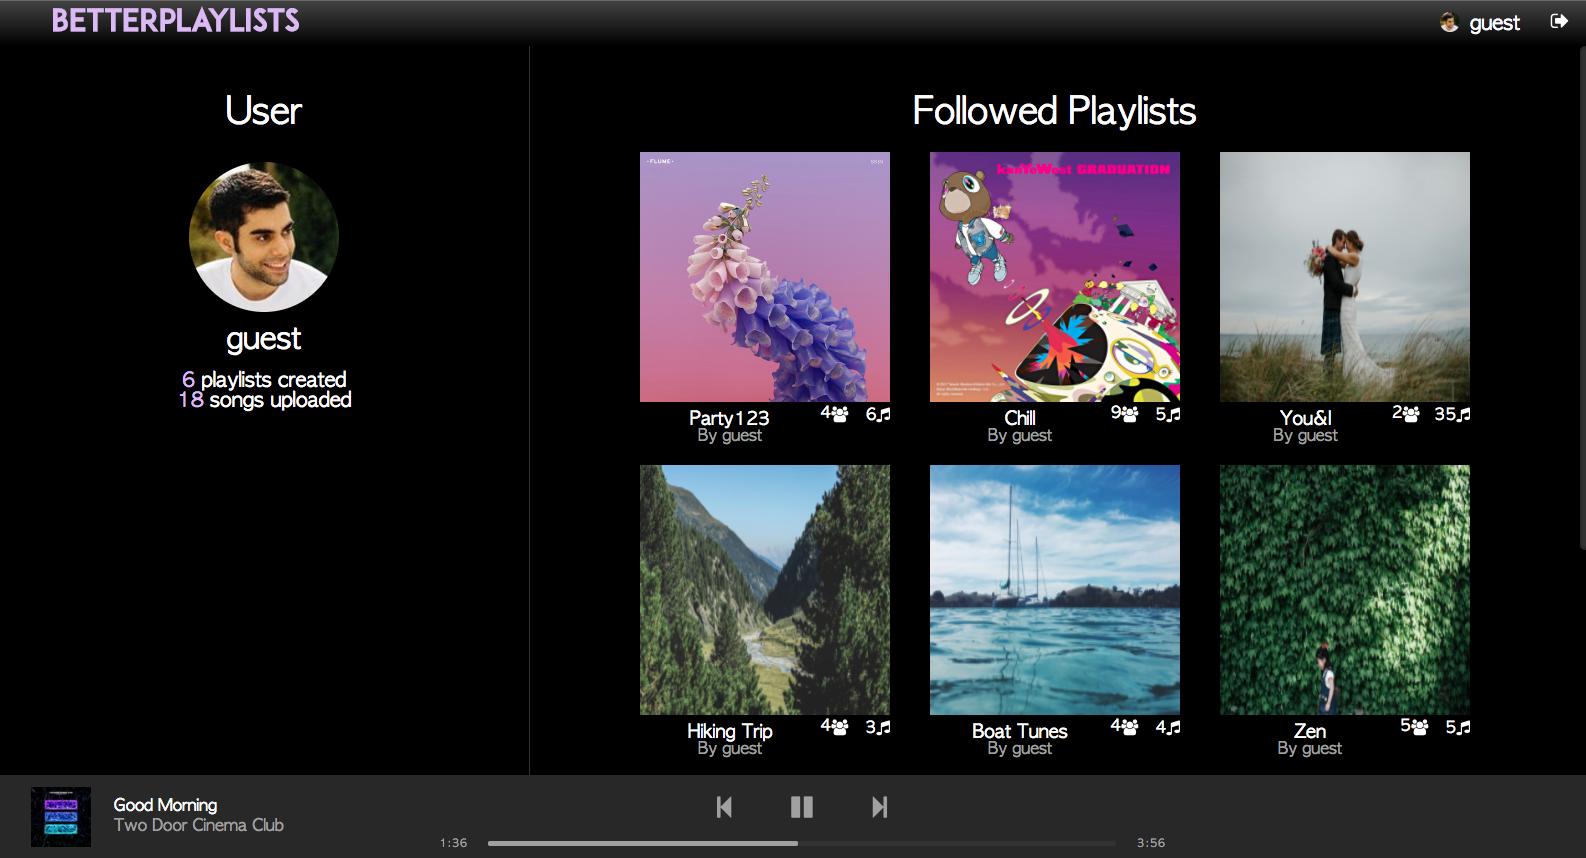 BETTERPLAYLISTS
guest
User
guest
6 playlists created
18 songs uploaded
Followed Playlists
·FLUME·
kanYeWest GRADUATION
Party123
4
6
By guest
Chill
9
5
By guest
You&I
2
35
By guest
Hiking Trip
4
3
By guest
Boat Tunes
4
4
By guest
Zen
5
5
By guest
Good Morning
Two Door Cinema Club
1:36
3:56